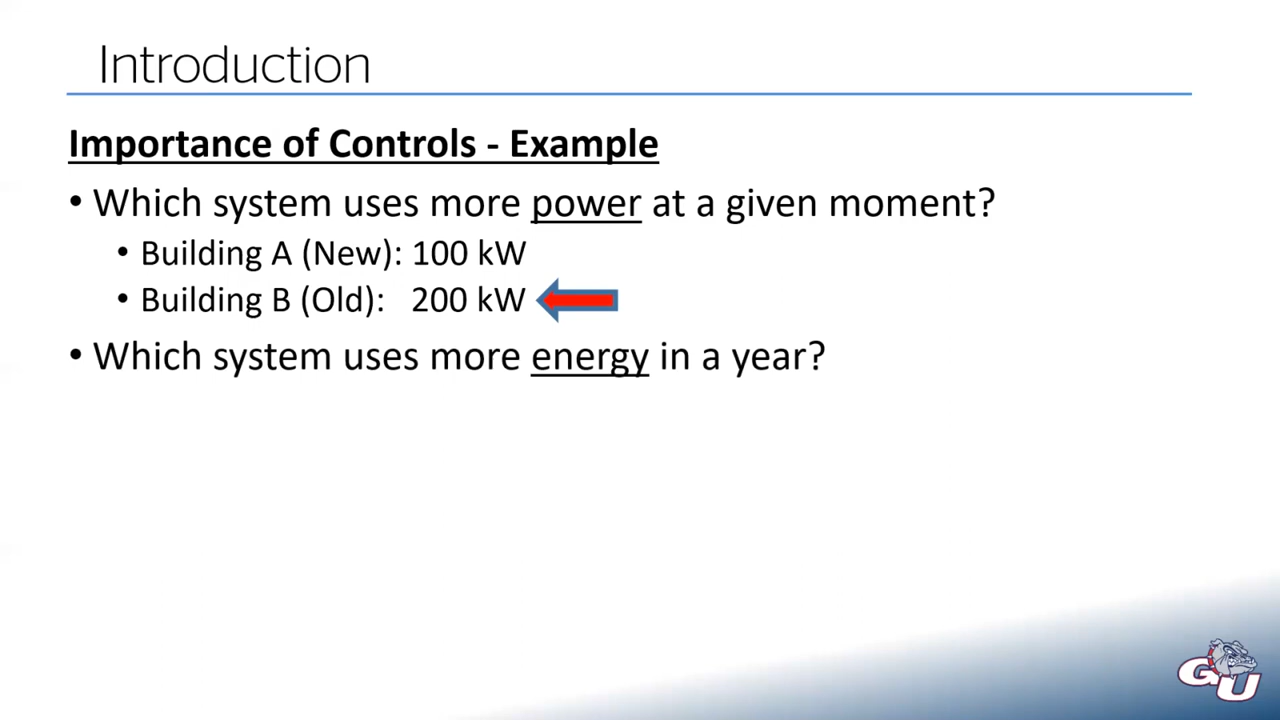 Introduction
Importance of Controls - Example
• Which system uses more power at a given moment?
• Building A (New): 100 kW
• Building B (Old): 200 kW
• Which system uses more energy in a year?
GU